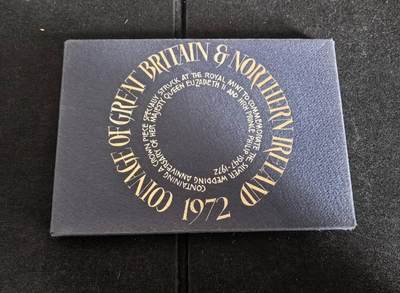 COINAGE OF GREAT BRITAIN & NORTHERN IRELAND
1972
CONTAINING A CROWN PIECE SPECIALLY STRUCK AT THE ROYAL MINT TO COMMEMORATE THE SILVER WEDDING ANNIVERSARY OF HER MAJESTY QUEEN ELIZABETH II AND HRH PRINCE PHILIP 1947-1972